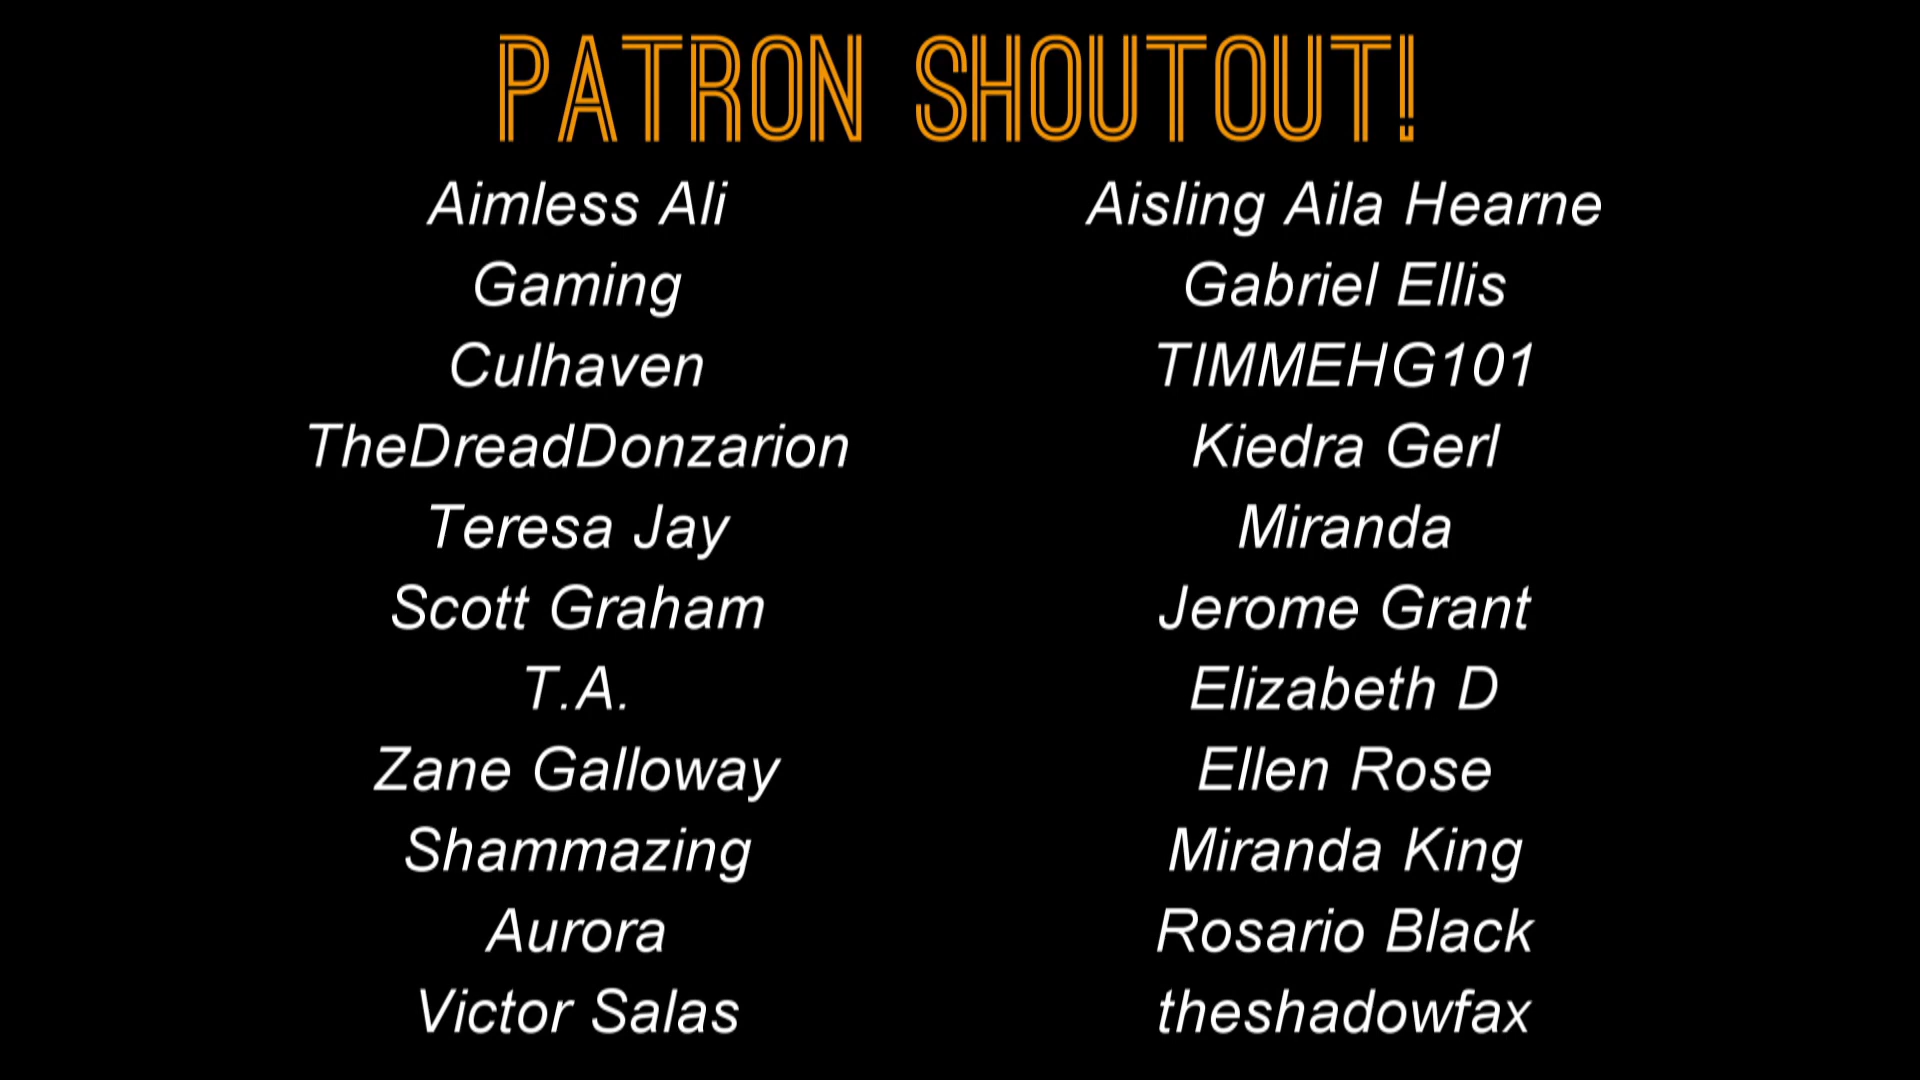 PATRON SHOUTOUT!
Aimless Ali
Gaming
Culhaven
TheDreadDonzarion
Teresa Jay
Scott Graham
T.A.
Zane Galloway
Shammazing
Aurora
Victor Salas
Aisling Aila Hearne
Gabriel Ellis
TIMMEHG101
Kiedra Gerl
Miranda
Jerome Grant
Elizabeth D
Ellen Rose
Miranda King
Rosario Black
theshadowfax